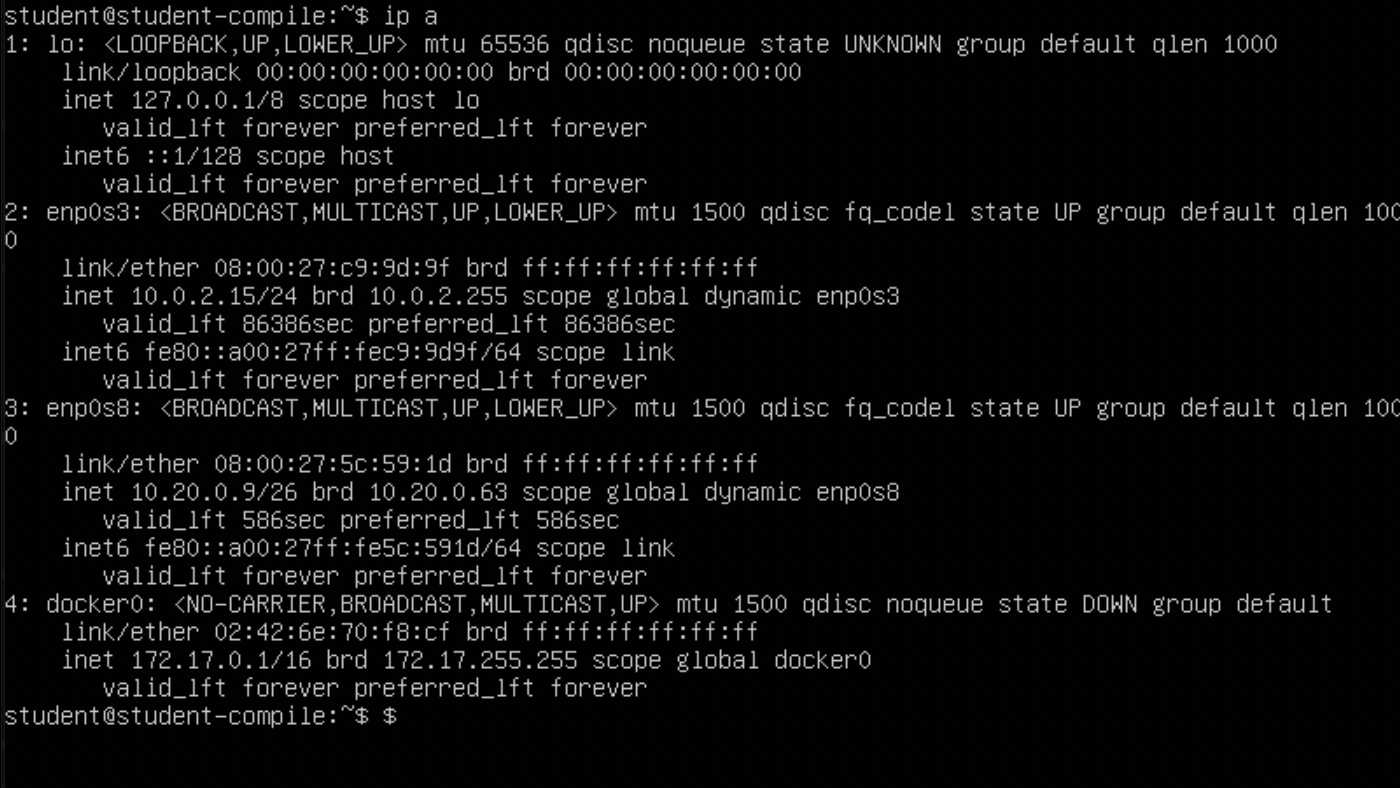 student@student-compile:~$ ip a
1: lo: <LOOPBACK,UP,LOWER_UP> mtu 65536 qdisc noqueue state UNKNOWN group default qlen 1000
    link/loopback 00:00:00:00:00:00 brd 00:00:00:00:00:00
    inet 127.0.0.1/8 scope host lo
       valid_lft forever preferred_lft forever
    inet6 ::1/128 scope host
       valid_lft forever preferred_lft forever
2: enp0s3: <BROADCAST,MULTICAST,UP,LOWER_UP> mtu 1500 qdisc fq_codel state UP group default qlen 100
0
    link/ether 08:00:27:c9:9d:9f brd ff:ff:ff:ff:ff:ff
    inet 10.0.2.15/24 brd 10.0.2.255 scope global dynamic enp0s3
       valid_lft 86386sec preferred_lft 86386sec
    inet6 fe80::a00:27ff:fec9:9d9f/64 scope link
       valid_lft forever preferred_lft forever
3: enp0s8: <BROADCAST,MULTICAST,UP,LOWER_UP> mtu 1500 qdisc fq_codel state UP group default qlen 100
0
    link/ether 08:00:27:5c:59:1d brd ff:ff:ff:ff:ff:ff
    inet 10.20.0.9/26 brd 10.20.0.63 scope global dynamic enp0s8
       valid_lft 586sec preferred_lft 586sec
    inet6 fe80::a00:27ff:fe5c:591d/64 scope link
       valid_lft forever preferred_lft forever
4: docker0: <NO-CARRIER,BROADCAST,MULTICAST,UP> mtu 1500 qdisc noqueue state DOWN group default
    link/ether 02:42:6e:70:f8:cf brd ff:ff:ff:ff:ff:ff
    inet 172.17.0.1/16 brd 172.17.255.255 scope global docker0
       valid_lft forever preferred_lft forever
student@student-compile:~$ $